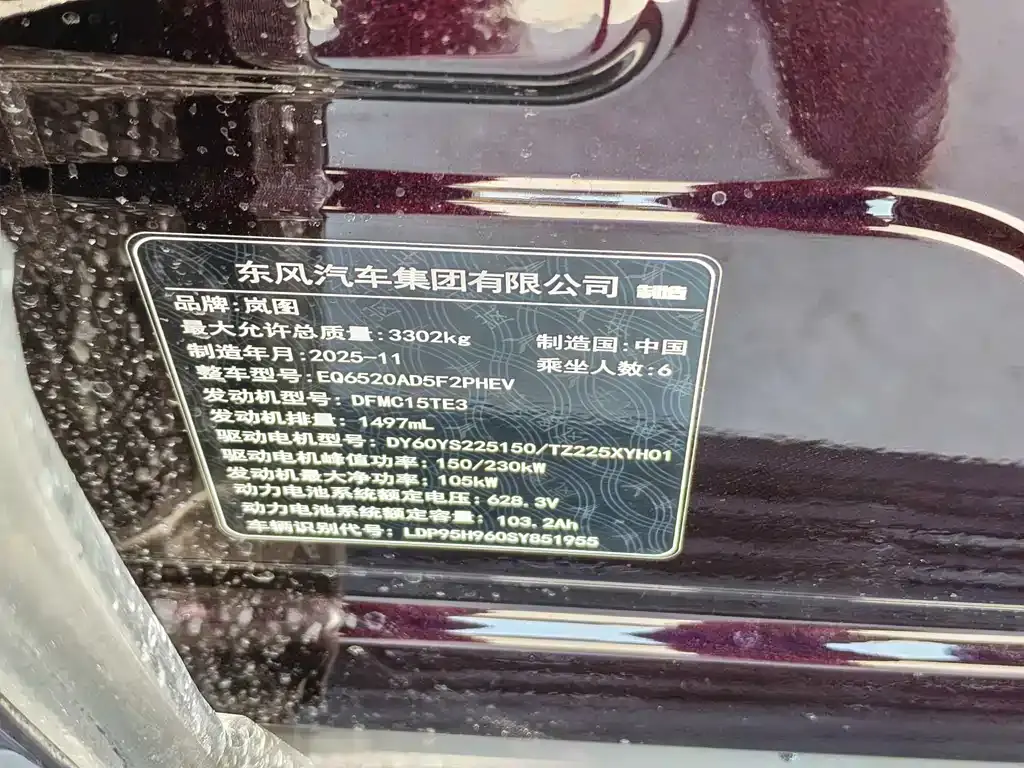 东风汽车集团有限公司 制造
品牌:岚图
最大允许总质量:3302kg 制造国:中国
制造年月:2025-11 乘坐人数:6
整车型号:EQ6520AD5F2PHEV
发动机型号:DFMC15TE3
发动机排量:1497mL
驱动电机型号:DY60YS225150/TZ225XYH01
驱动电机峰值功率:150/230kW
发动机最大净功率:105kW
动力电池系统额定电压:628.3V
动力电池系统额定容量:103.2Ah
车辆识别代号:LDP95H960SY851955